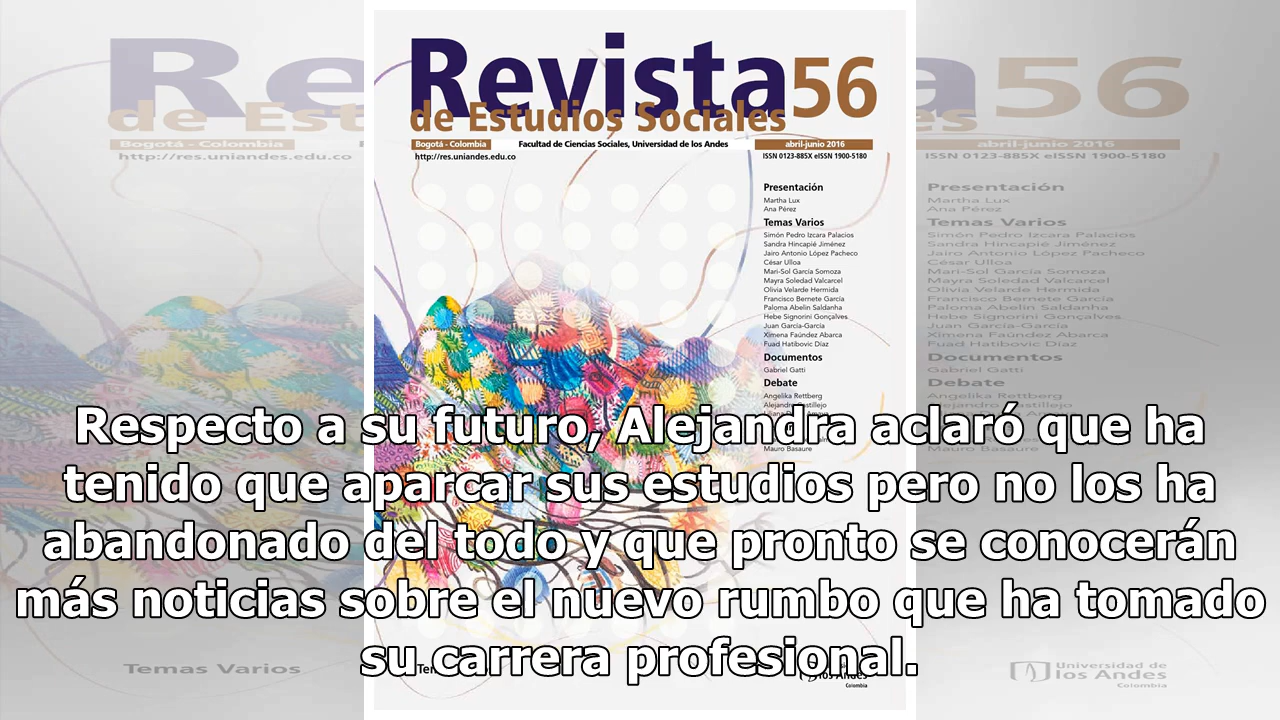 Revista 56
de Estudios Sociales
Bogotá - Colombia
Facultad de Ciencias Sociales, Universidad de los Andes
abril-junio 2016
http://res.uniandes.edu.co
ISSN 0123-885X eISSN 1900-5180
Presentación
Martha Lux
Ana Pérez
Temas Varios
Simón Pedro Izcara Palacios
Sandra Hincapié Jiménez
Jairo Antonio López Pacheco
César Ulloa
Mari-Sol García Somoza
Mayra Soledad Valcarcel
Olivia Velarde Hermida
Francisco Bernete García
Paloma Abelin Saldanha
Hebe Signorini Gonçalves
Juan García-García
Ximena Faúndez Abarca
Fuad Hatibovic Díaz
Documentos
Gabriel Gatti
Debate
Angelika Rettberg
Mauro Basaure
Respecto a su futuro, Alejandra aclaró que ha
tenido que aparcar sus estudios pero no los ha
abandonado del todo y que pronto se conocerán
más noticias sobre el nuevo rumbo que ha tomado
su carrera profesional.
Temas Varios
Universidad de
los Andes
Colombia